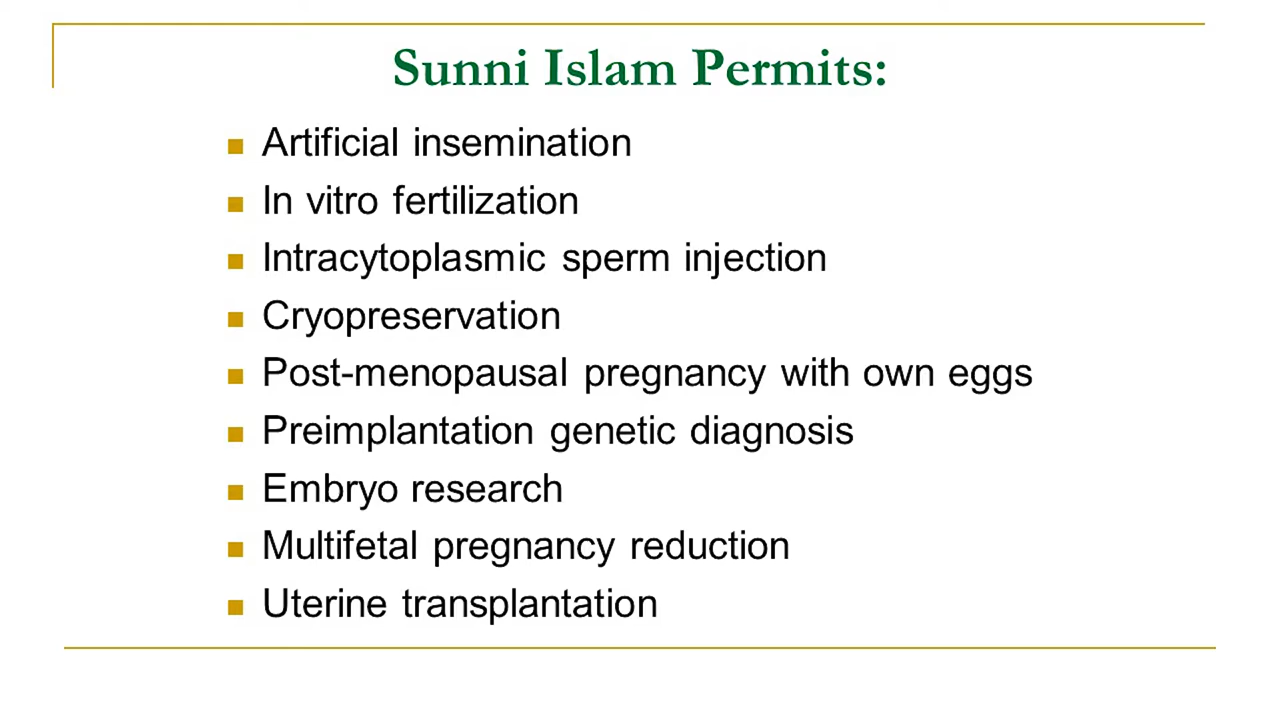 Sunni Islam Permits:
Artificial insemination
In vitro fertilization
Intracytoplasmic sperm injection
Cryopreservation
Post-menopausal pregnancy with own eggs
Preimplantation genetic diagnosis
Embryo research
Multifetal pregnancy reduction
Uterine transplantation